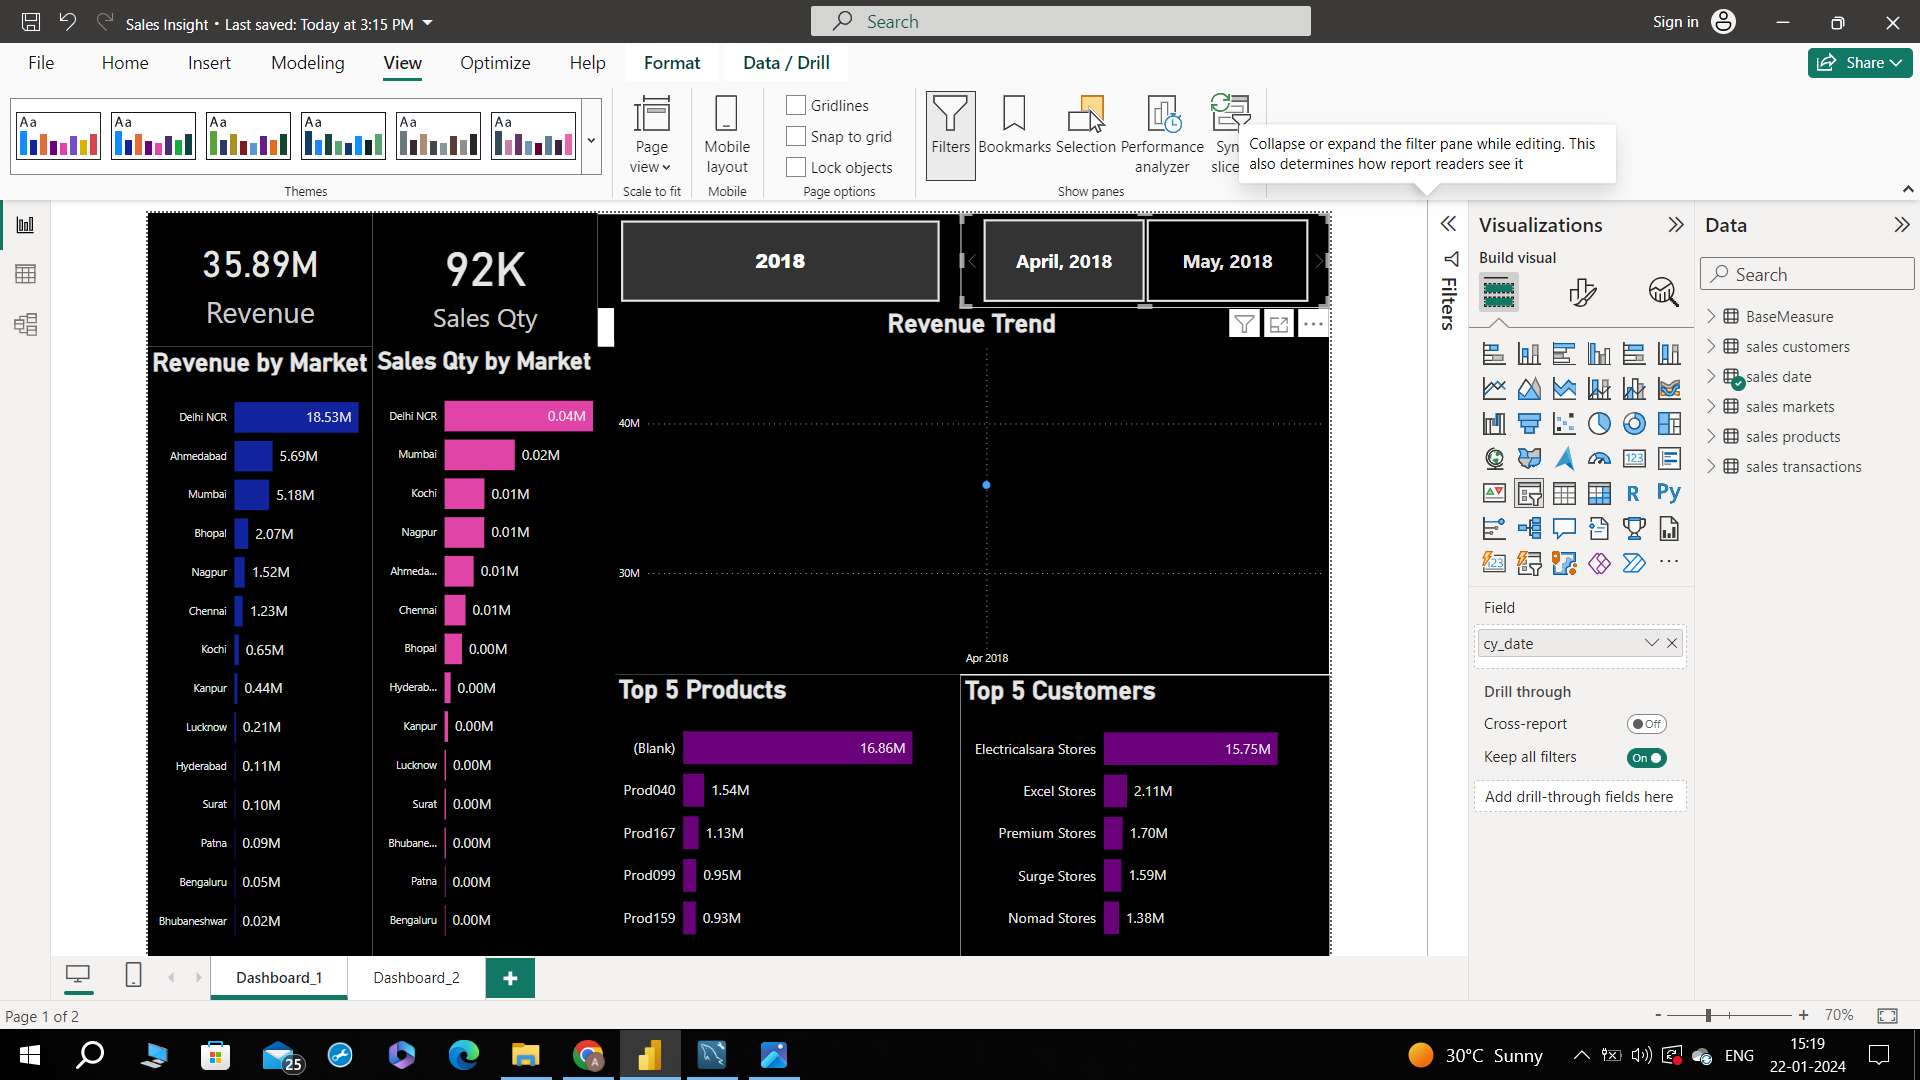 Sales Insight • Last saved: Today at 3:15 PM
Search
Sign in
File
Home
Insert
Modeling
View
Optimize
Help
Format
Data / Drill
Share
Aa
Aa
Aa
Aa
Aa
Aa
Themes
Page view
Scale to fit
Mobile layout
Mobile
Gridlines
Snap to grid
Lock objects
Page options
Filters
Bookmarks
Selection
Performance analyzer
Show panes
Collapse or expand the filter pane while editing. This
also determines how report readers see it
35.89M
Revenue
92K
Sales Qty
2018
April, 2018
May, 2018
Revenue by Market
Delhi NCR 18.53M
Ahmedabad 5.69M
Mumbai 5.18M
Bhopal 2.07M
Nagpur 1.52M
Chennai 1.23M
Kochi 0.65M
Kanpur 0.44M
Lucknow 0.21M
Hyderabad 0.11M
Surat 0.10M
Patna 0.09M
Bengaluru 0.05M
Bhubaneshwar 0.02M
Sales Qty by Market
Delhi NCR 0.04M
Mumbai 0.02M
Kochi 0.01M
Nagpur 0.01M
Ahmeda... 0.01M
Chennai 0.01M
Bhopal 0.00M
Hyderab... 0.00M
Kanpur 0.00M
Lucknow 0.00M
Surat 0.00M
Bhubane... 0.00M
Patna 0.00M
Bengaluru 0.00M
Revenue Trend
40M
30M
Apr 2018
Top 5 Products
(Blank) 16.86M
Prod040 1.54M
Prod167 1.13M
Prod099 0.95M
Prod159 0.93M
Top 5 Customers
Electricalsara Stores 15.75M
Excel Stores 2.11M
Premium Stores 1.70M
Surge Stores 1.59M
Nomad Stores 1.38M
Filters
Visualizations
Build visual
123
R
Py
123
Field
cy_date
Drill through
Cross-report
Off
Keep all filters
On
Add drill-through fields here
Data
Search
BaseMeasure
sales customers
sales date
sales markets
sales products
sales transactions
Dashboard_1
Dashboard_2
Page 1 of 2
- + 70%
25
A
30°C Sunny
ENG
15:19
22-01-2024